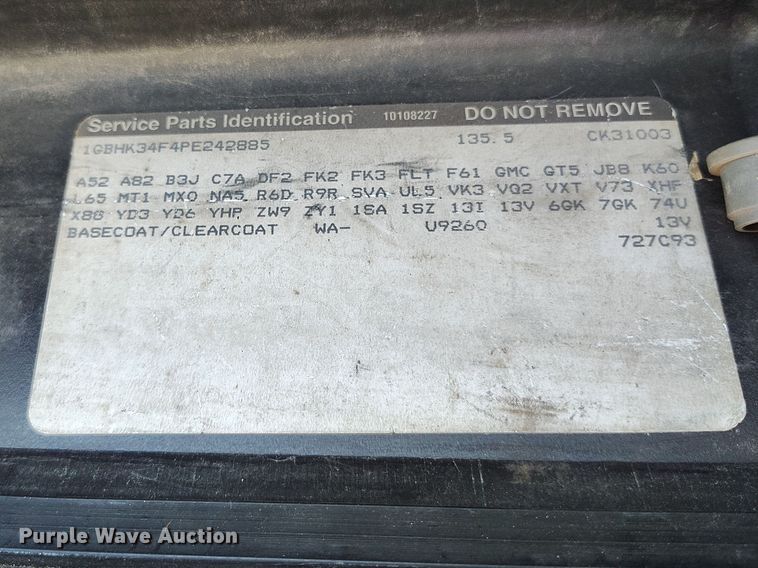 Service Parts Identification 10108227 DO NOT REMOVE
1GBHK34F4PE242885 135.5 CK31003
A52 A82 B3J C7A DF2 FK2 FK3 FLT F61 GMC GT5 JB8 K60
L65 MT1 MX0 NA5 R6D R9R SVA UL5 VK3 VQ2 VXT V73 XHF
X88 YD3 YD6 YHP ZW9 ZY1 1SA 1SZ 13I 13V 6GK 7GK 74U
BASECOAT/CLEARCOAT WA- U9260 13V
727C93
Purple Wave Auction